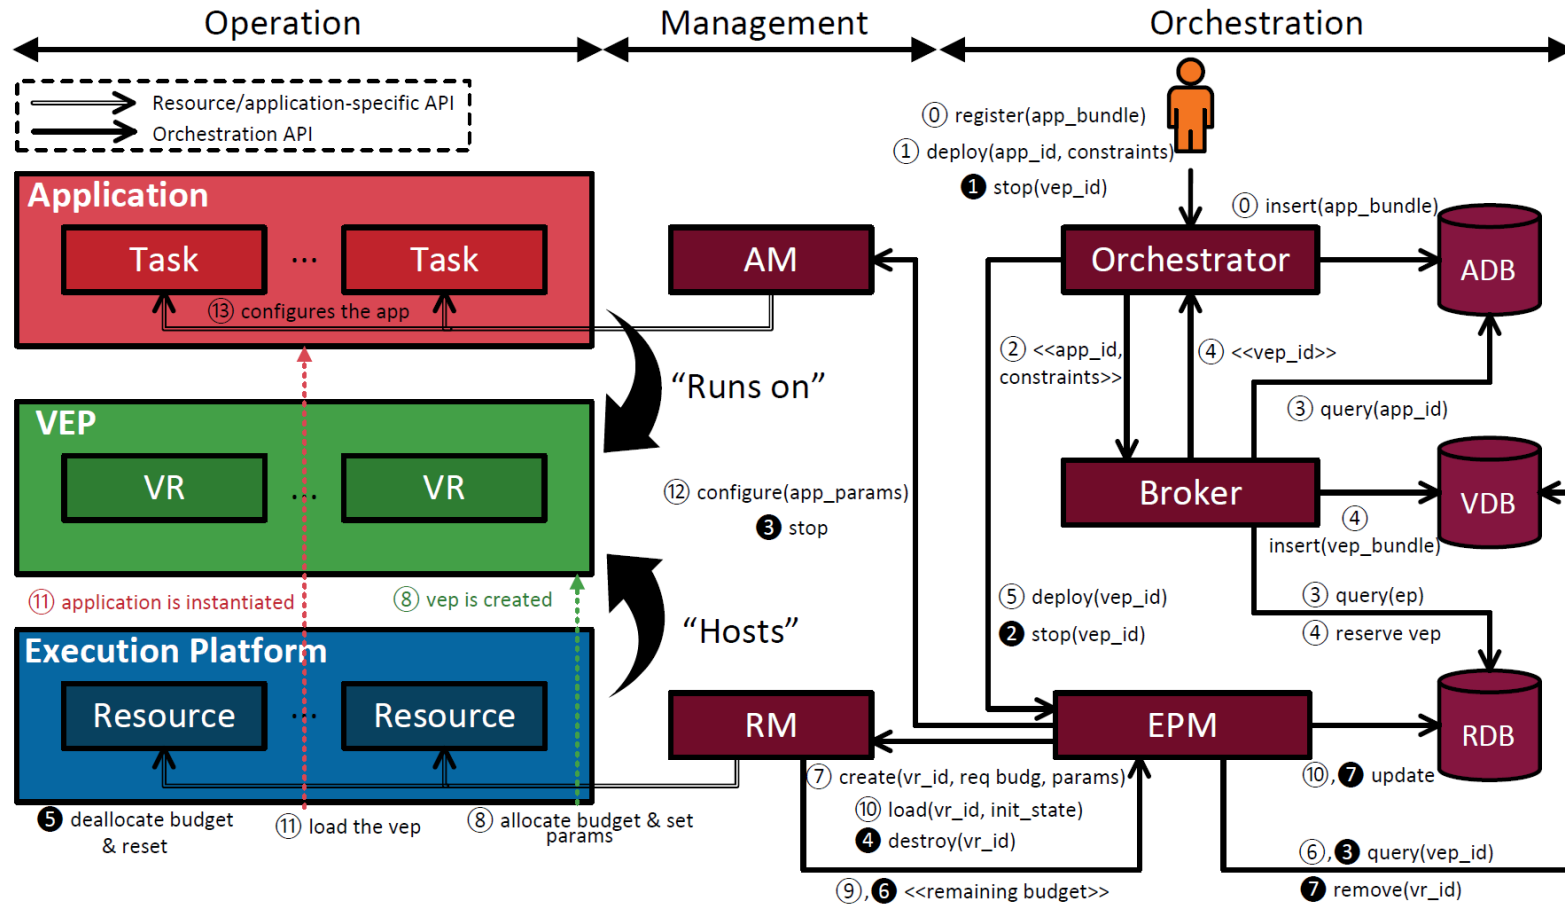 Operation
Management
Orchestration
Resource/application-specific API
Orchestration API
⓪ register(app_bundle)
① deploy(app_id, constraints)
❶ stop(vep_id)
Application
Task
...
Task
⑬ configures the app
AM
Orchestrator
⓪ insert(app_bundle)
ADB
② <<app_id,
constraints>>
④ <<vep_id>>
③ query(app_id)
"Runs on"
VEP
VR
...
VR
⑫ configure(app_params)
❸ stop
Broker
④
insert(vep_bundle)
VDB
⑪ application is instantiated
⑧ vep is created
"Hosts"
⑤ deploy(vep_id)
❷ stop(vep_id)
③ query(ep)
④ reserve vep
Execution Platform
Resource
...
Resource
RM
EPM
RDB
⑦ create(vr_id, req budg, params)
⑩ load(vr_id, init_state)
❹ destroy(vr_id)
⑩,❼ update
❺ deallocate budget
& reset
⑪ load the vep
⑧ allocate budget & set
params
⑨,❻ <<remaining budget>>
⑥,❸ query(vep_id)
❼ remove(vr_id)